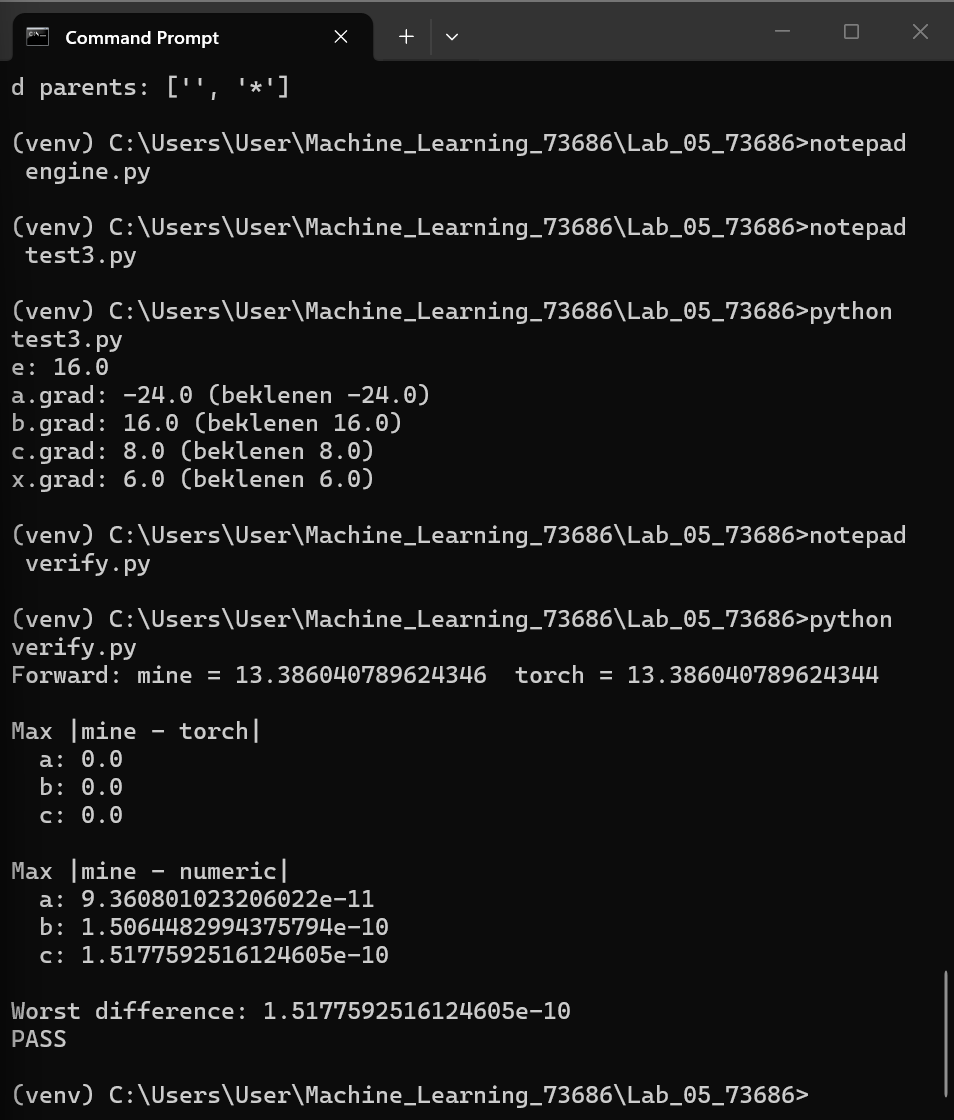 Command Prompt
d parents: ['', '*']
(venv) C:\Users\User\Machine_Learning_73686\Lab_05_73686>notepad
engine.py
(venv) C:\Users\User\Machine_Learning_73686\Lab_05_73686>notepad
test3.py
(venv) C:\Users\User\Machine_Learning_73686\Lab_05_73686>python
test3.py
e: 16.0
a.grad: -24.0 (beklenen -24.0)
b.grad: 16.0 (beklenen 16.0)
c.grad: 8.0 (beklenen 8.0)
x.grad: 6.0 (beklenen 6.0)
(venv) C:\Users\User\Machine_Learning_73686\Lab_05_73686>notepad
verify.py
(venv) C:\Users\User\Machine_Learning_73686\Lab_05_73686>python
verify.py
Forward: mine = 13.386040789624346  torch = 13.386040789624344
Max |mine - torch|
a: 0.0
b: 0.0
c: 0.0
Max |mine - numeric|
a: 9.360801023206022e-11
b: 1.5064482994375794e-10
c: 1.5177592516124605e-10
Worst difference: 1.5177592516124605e-10
PASS
(venv) C:\Users\User\Machine_Learning_73686\Lab_05_73686>